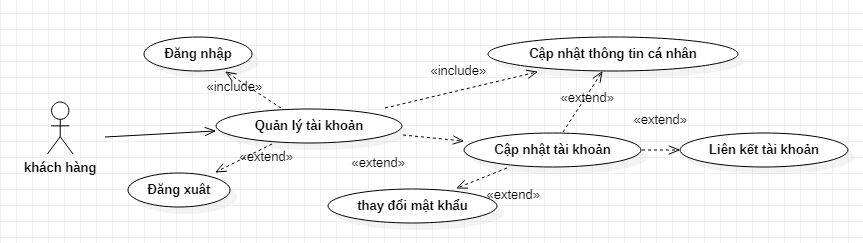 Đăng nhập
Cập nhật thông tin cá nhân
«include»
«include»
«extend»
Quản lý tài khoản
«extend»
khách hàng
«extend»
«extend»
Cập nhật tài khoản
Liên kết tài khoản
Đăng xuât
«extend»
thay đổi mật khẩu